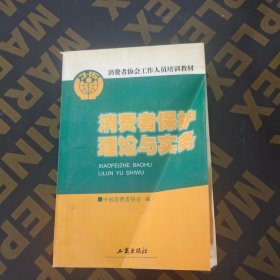 消费者协会工作人员培训教材
消费者保护
理论与实务
XIAOFEIZHE BAOHU
LILUN YU SHIWU
中国消费者协会 编
工商出版社